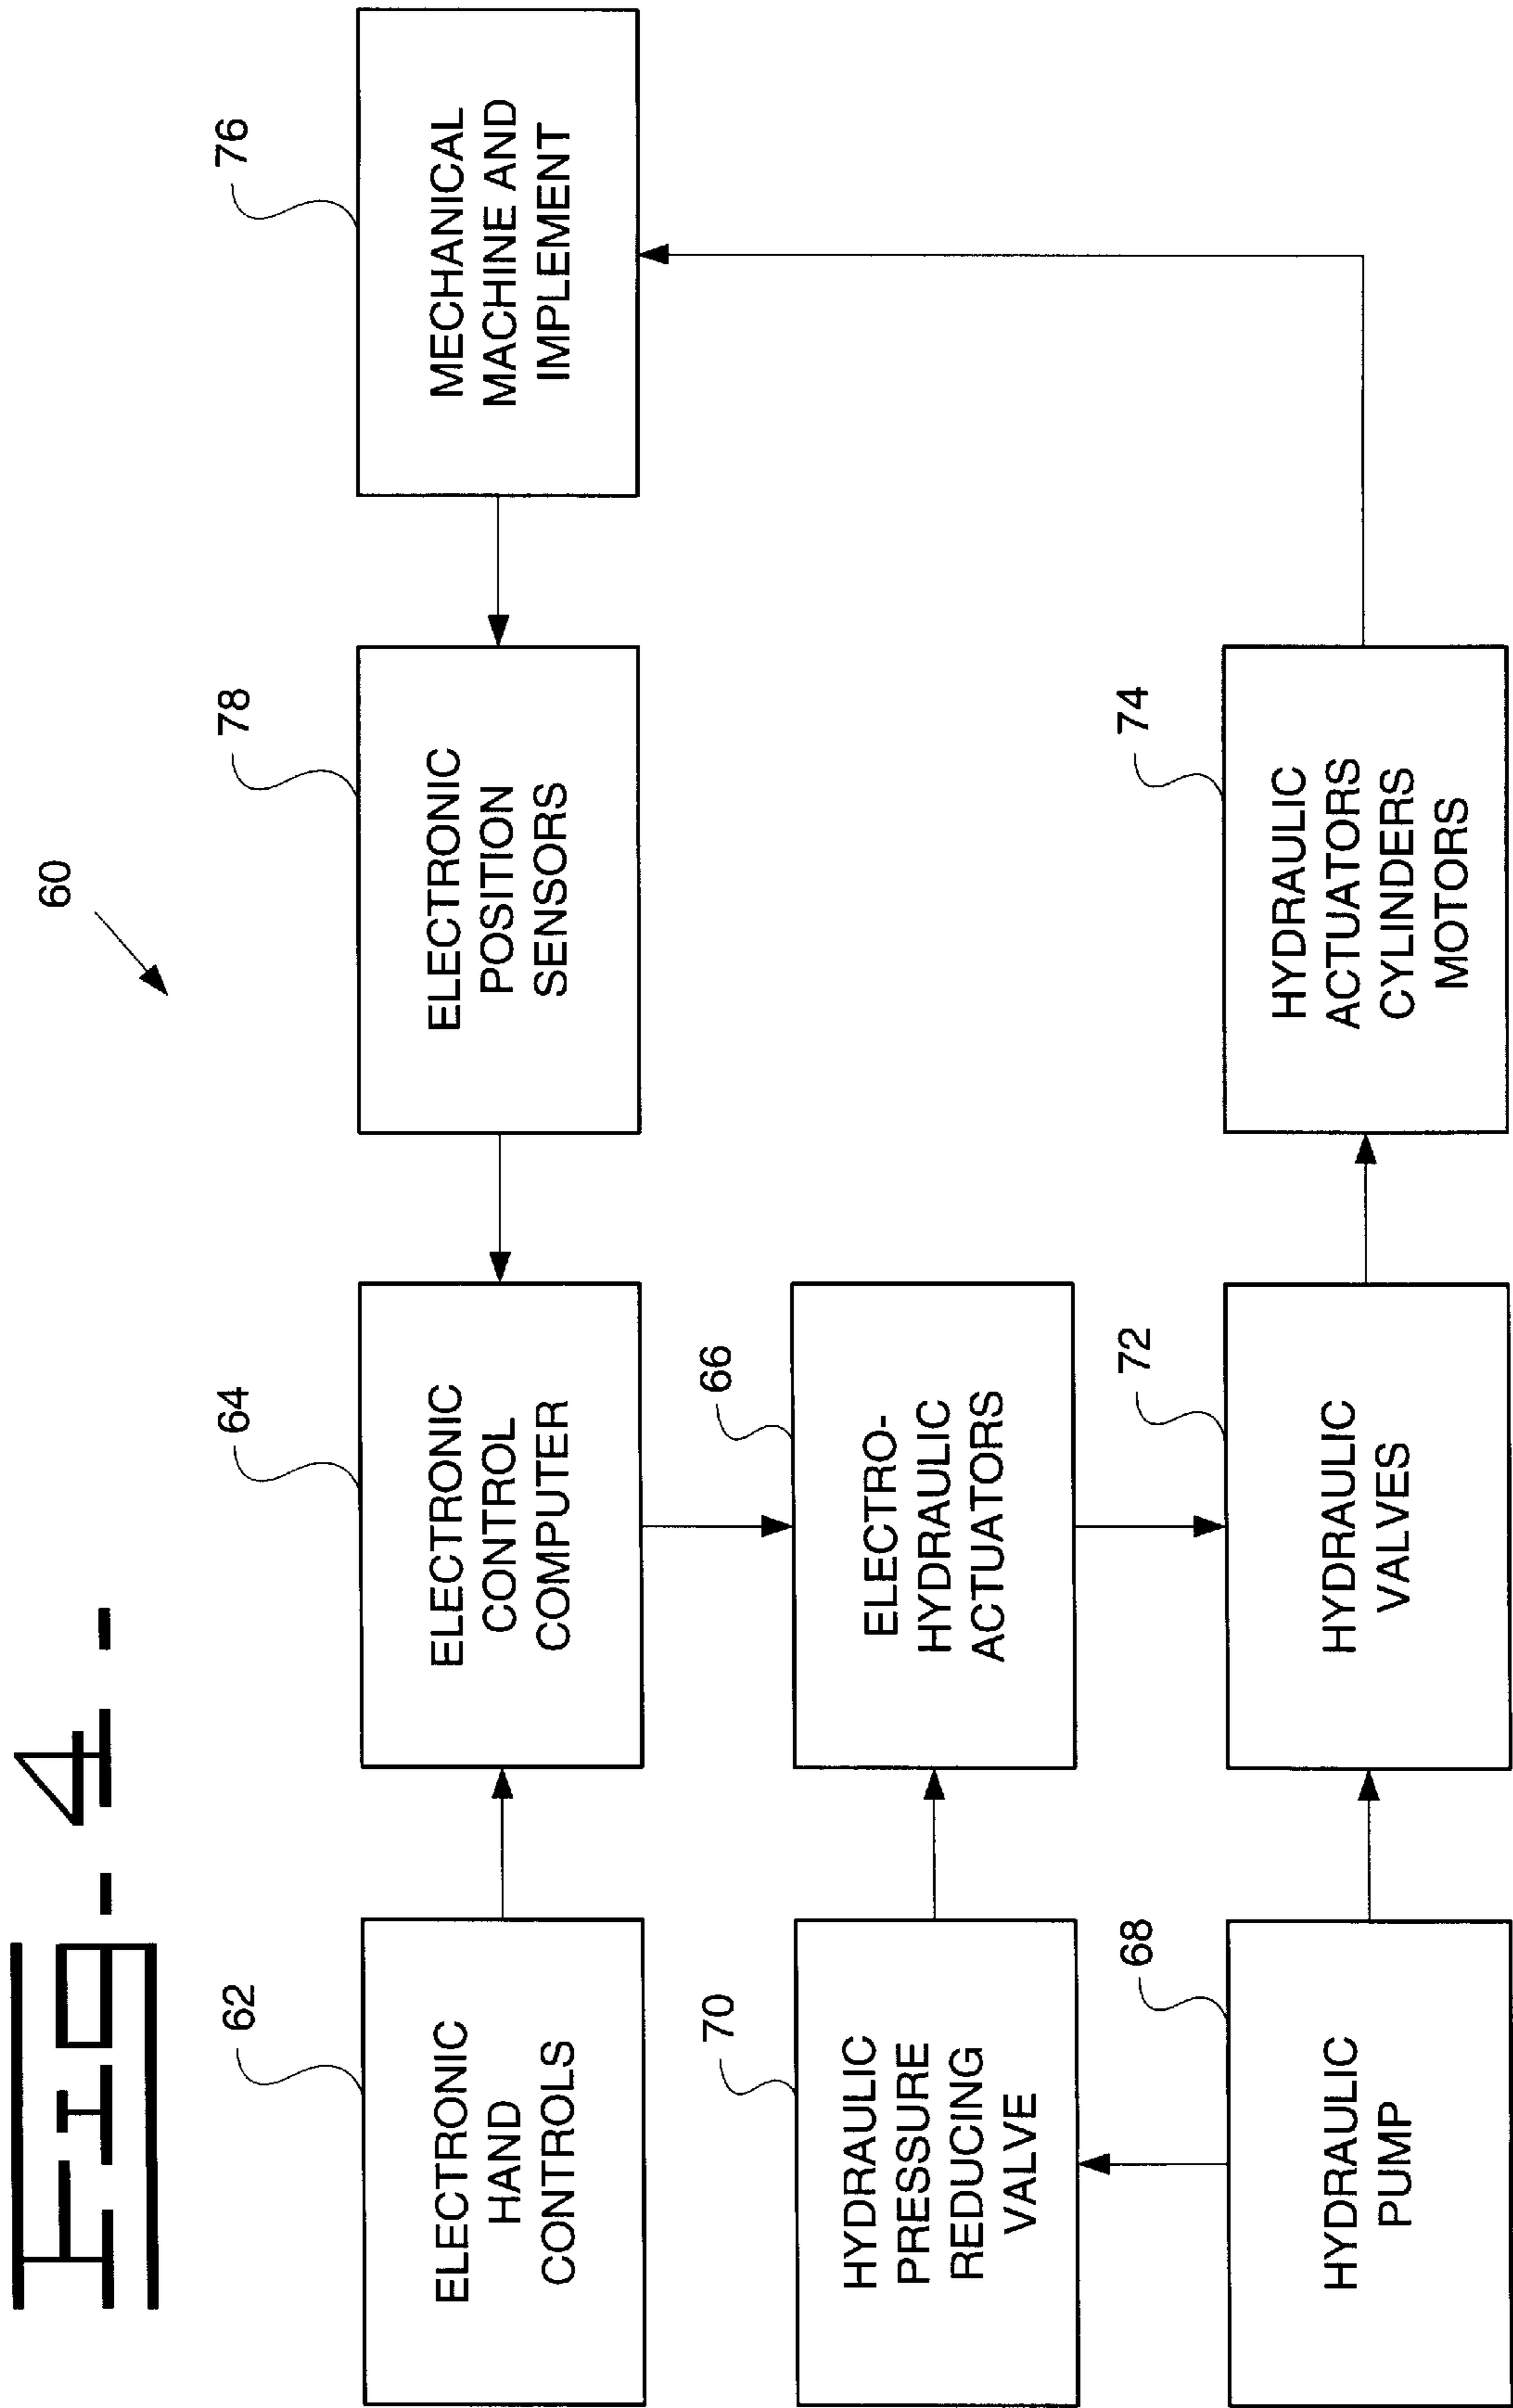 Fig-4-
60
62
ELECTRONIC
HAND
CONTROLS
64
ELECTRONIC
CONTROL
COMPUTER
78
ELECTRONIC
POSITION
SENSORS
76
MECHANICAL
MACHINE AND
IMPLEMENT
70
HYDRAULIC
PRESSURE
REDUCING
VALVE
66
ELECTRO-
HYDRAULIC
ACTUATORS
68
HYDRAULIC
PUMP
72
HYDRAULIC
VALVES
74
HYDRAULIC
ACTUATORS
CYLINDERS
MOTORS